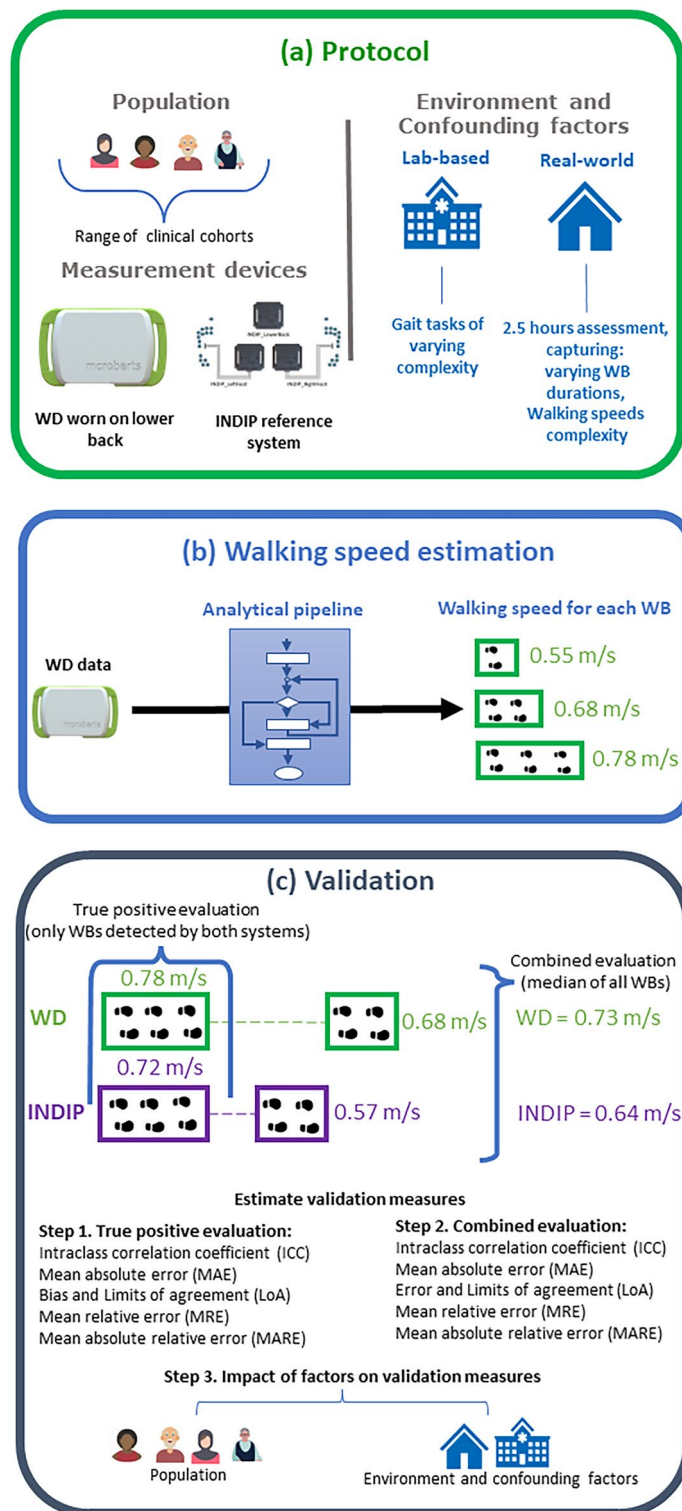 (a) Protocol
Population
Range of clinical cohorts
Measurement devices
mcroberts
WD worn on lower
back
INDIP_LowerBack
INDIP_LeftFoot
INDIP_RightFoot
INDIP reference
system
Environment and
Confounding factors
Lab-based
Gait tasks of
varying
complexity
Real-world
2.5 hours assessment,
capturing:
varying WB
durations,
Walking speeds
complexity
(b) Walking speed estimation
WD data
mcroberts
Analytical pipeline
Walking speed for each WB
0.55 m/s
0.68 m/s
0.78 m/s
(c) Validation
True positive evaluation
(only WBs detected by both systems)
0.78 m/s
WD
0.68 m/s
0.72 m/s
INDIP
0.57 m/s
Combined evaluation
(median of all WBs)
WD = 0.73 m/s
INDIP = 0.64 m/s
Estimate validation measures
Step 1. True positive evaluation:
Intraclass correlation coefficient (ICC)
Mean absolute error (MAE)
Bias and Limits of agreement (LoA)
Mean relative error (MRE)
Mean absolute relative error (MARE)
Step 2. Combined evaluation:
Intraclass correlation coefficient (ICC)
Mean absolute error (MAE)
Error and Limits of agreement (LoA)
Mean relative error (MRE)
Mean absolute relative error (MARE)
Step 3. Impact of factors on validation measures
Population
Environment and confounding factors